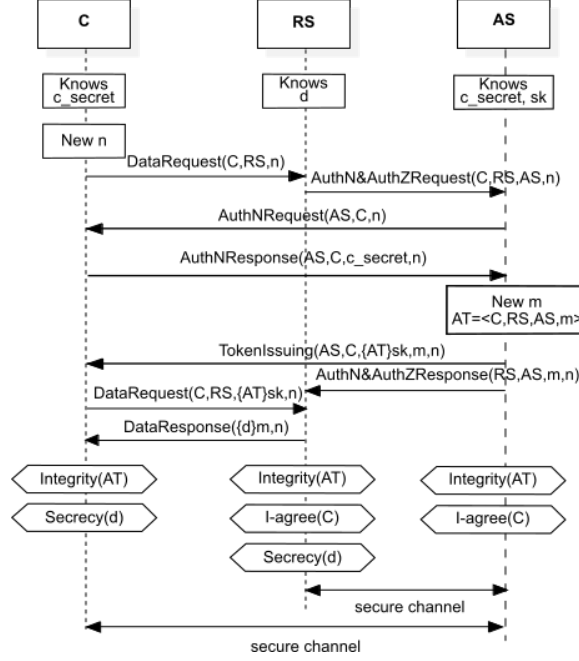 C
RS
AS
Knows
c_secret
Knows
d
Knows
c_secret, sk
New n
DataRequest(C,RS,n)
AuthN&AuthZRequest(C,RS,AS,n)
AuthNRequest(AS,C,n)
AuthNResponse(AS,C,c_secret,n)
New m
AT=<C,RS,AS,m>
TokenIssuing(AS,C,{AT}sk,m,n)
AuthN&AuthZResponse(RS,AS,m,n)
DataRequest(C,RS,{AT}sk,n)
DataResponse({d}m,n)
Integrity(AT)
Integrity(AT)
Integrity(AT)
Secrecy(d)
I-agree(C)
I-agree(C)
Secrecy(d)
secure channel
secure channel